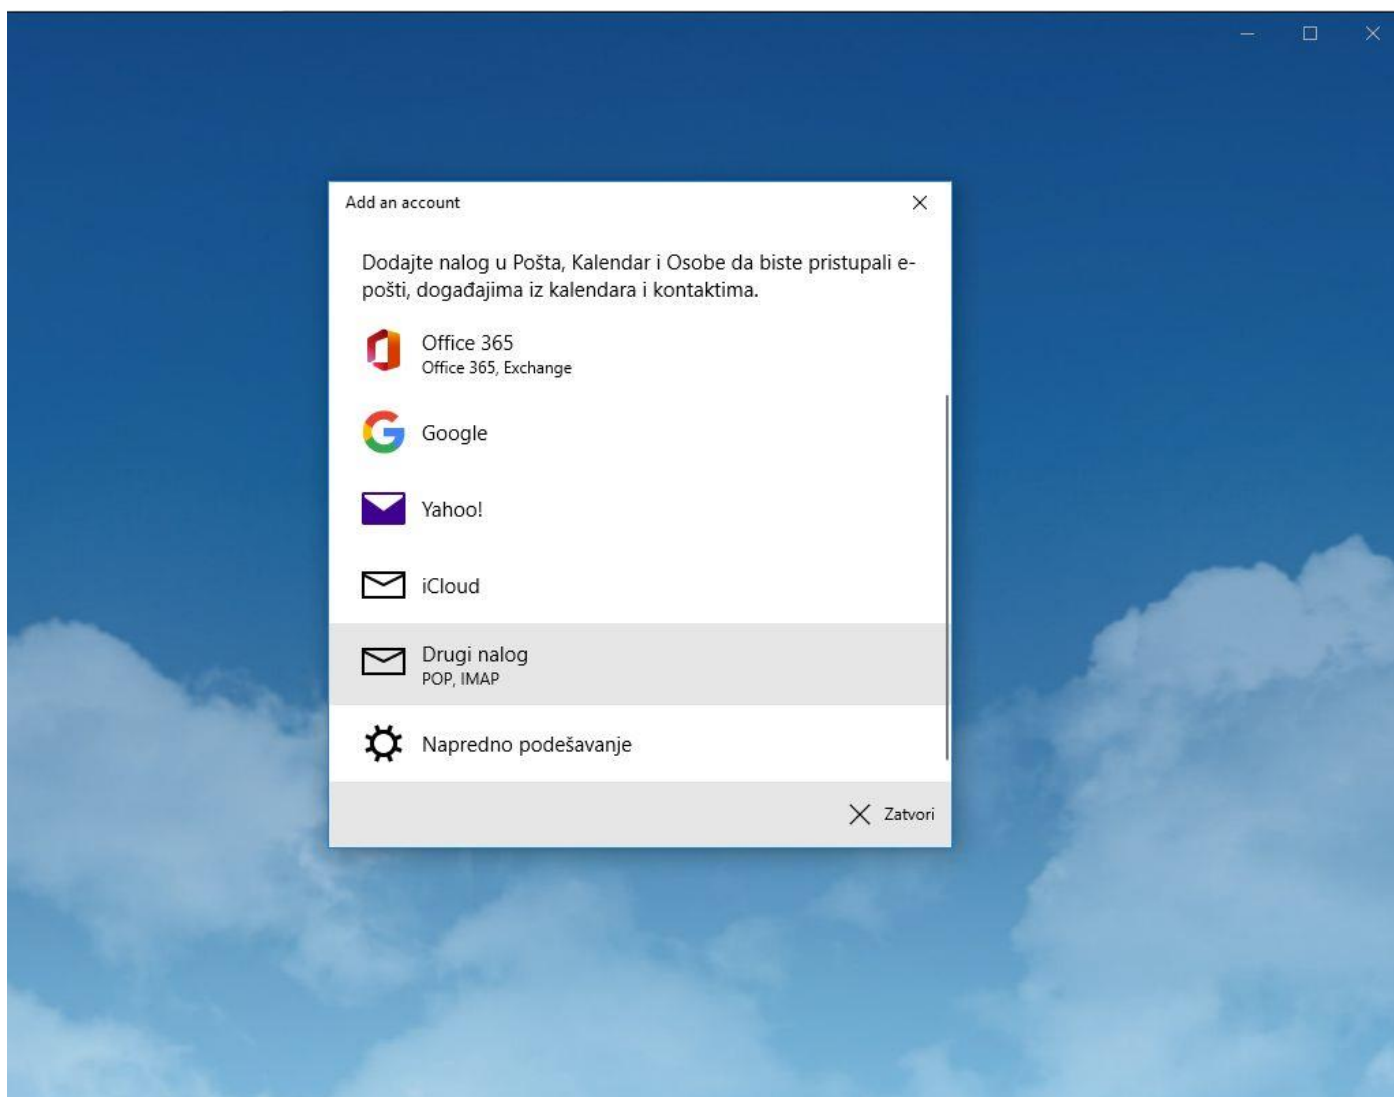 Add an account
Dodajte nalog u Pošta, Kalendar i Osobe da biste pristupali e-
pošti, događajima iz kalendara i kontaktima.
Office 365
Office 365, Exchange
Google
Yahoo!
iCloud
Drugi nalog
POP, IMAP
Napredno podešavanje
Zatvori